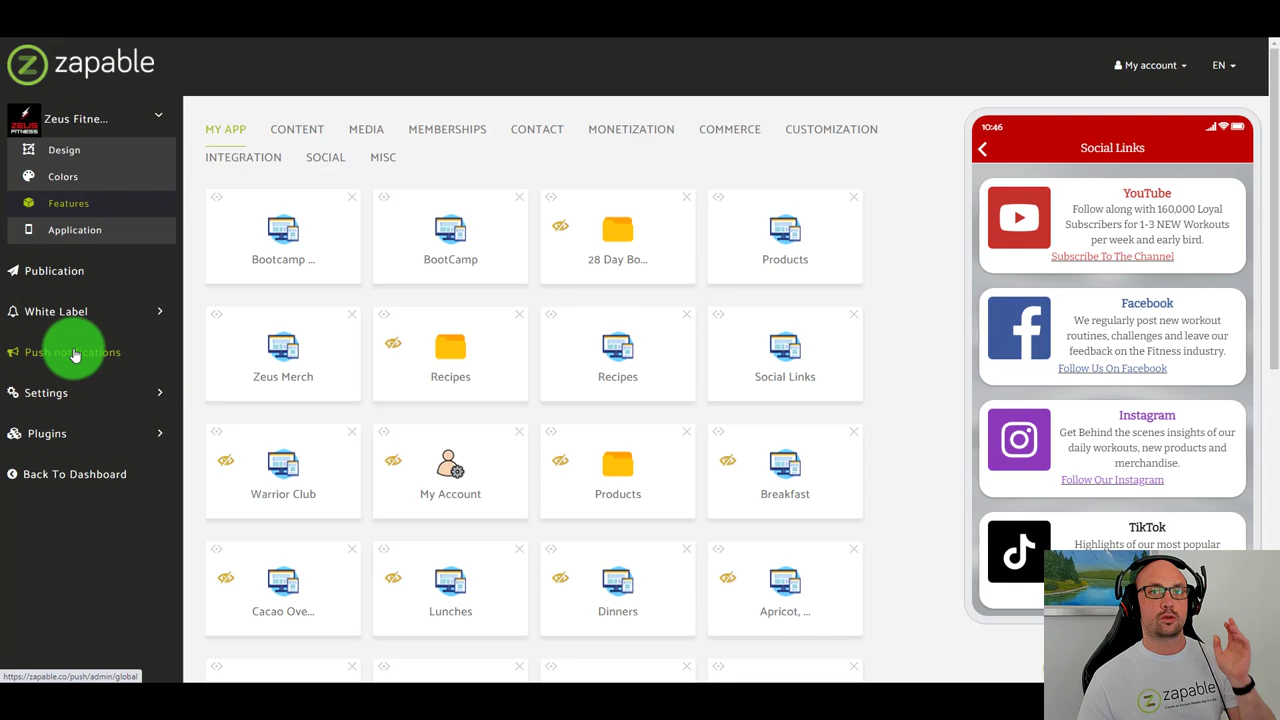 zapable
My account
EN
ZEUS
FITNESS
Zeus Fitne...
Design
Colors
Features
Application
Publication
White Label
Push notifications
Settings
Plugins
Back To Dashboard
MY APP
CONTENT
MEDIA
MEMBERSHIPS
CONTACT
MONETIZATION
COMMERCE
CUSTOMIZATION
INTEGRATION
SOCIAL
MISC
Bootcamp ...
BootCamp
28 Day Bo...
Products
Zeus Merch
Recipes
Recipes
Social Links
Warrior Club
My Account
Products
Breakfast
Cacao Ove...
Lunches
Dinners
Apricot, ...
10:46
Social Links
YouTube
Follow along with 160,000 Loyal
Subscribers for 1-3 NEW Workouts
per week and early bird.
Subscribe To The Channel
Facebook
We regularly post new workout
routines, challenges and leave our
feedback on the Fitness industry.
Follow Us On Facebook
Instagram
Get Behind the scenes insights of our
daily workouts, new products and
merchandise.
Follow Our Instagram
TikTok
Highlights of our most popular
zapable
https://zapable.co/push/admin/global